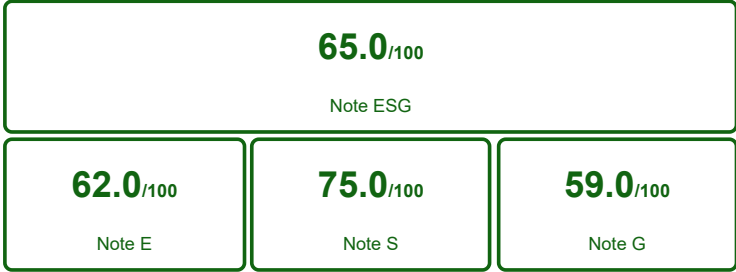 65.0/100
Note ESG
62.0/100
Note E
75.0/100
Note S
59.0/100
Note G